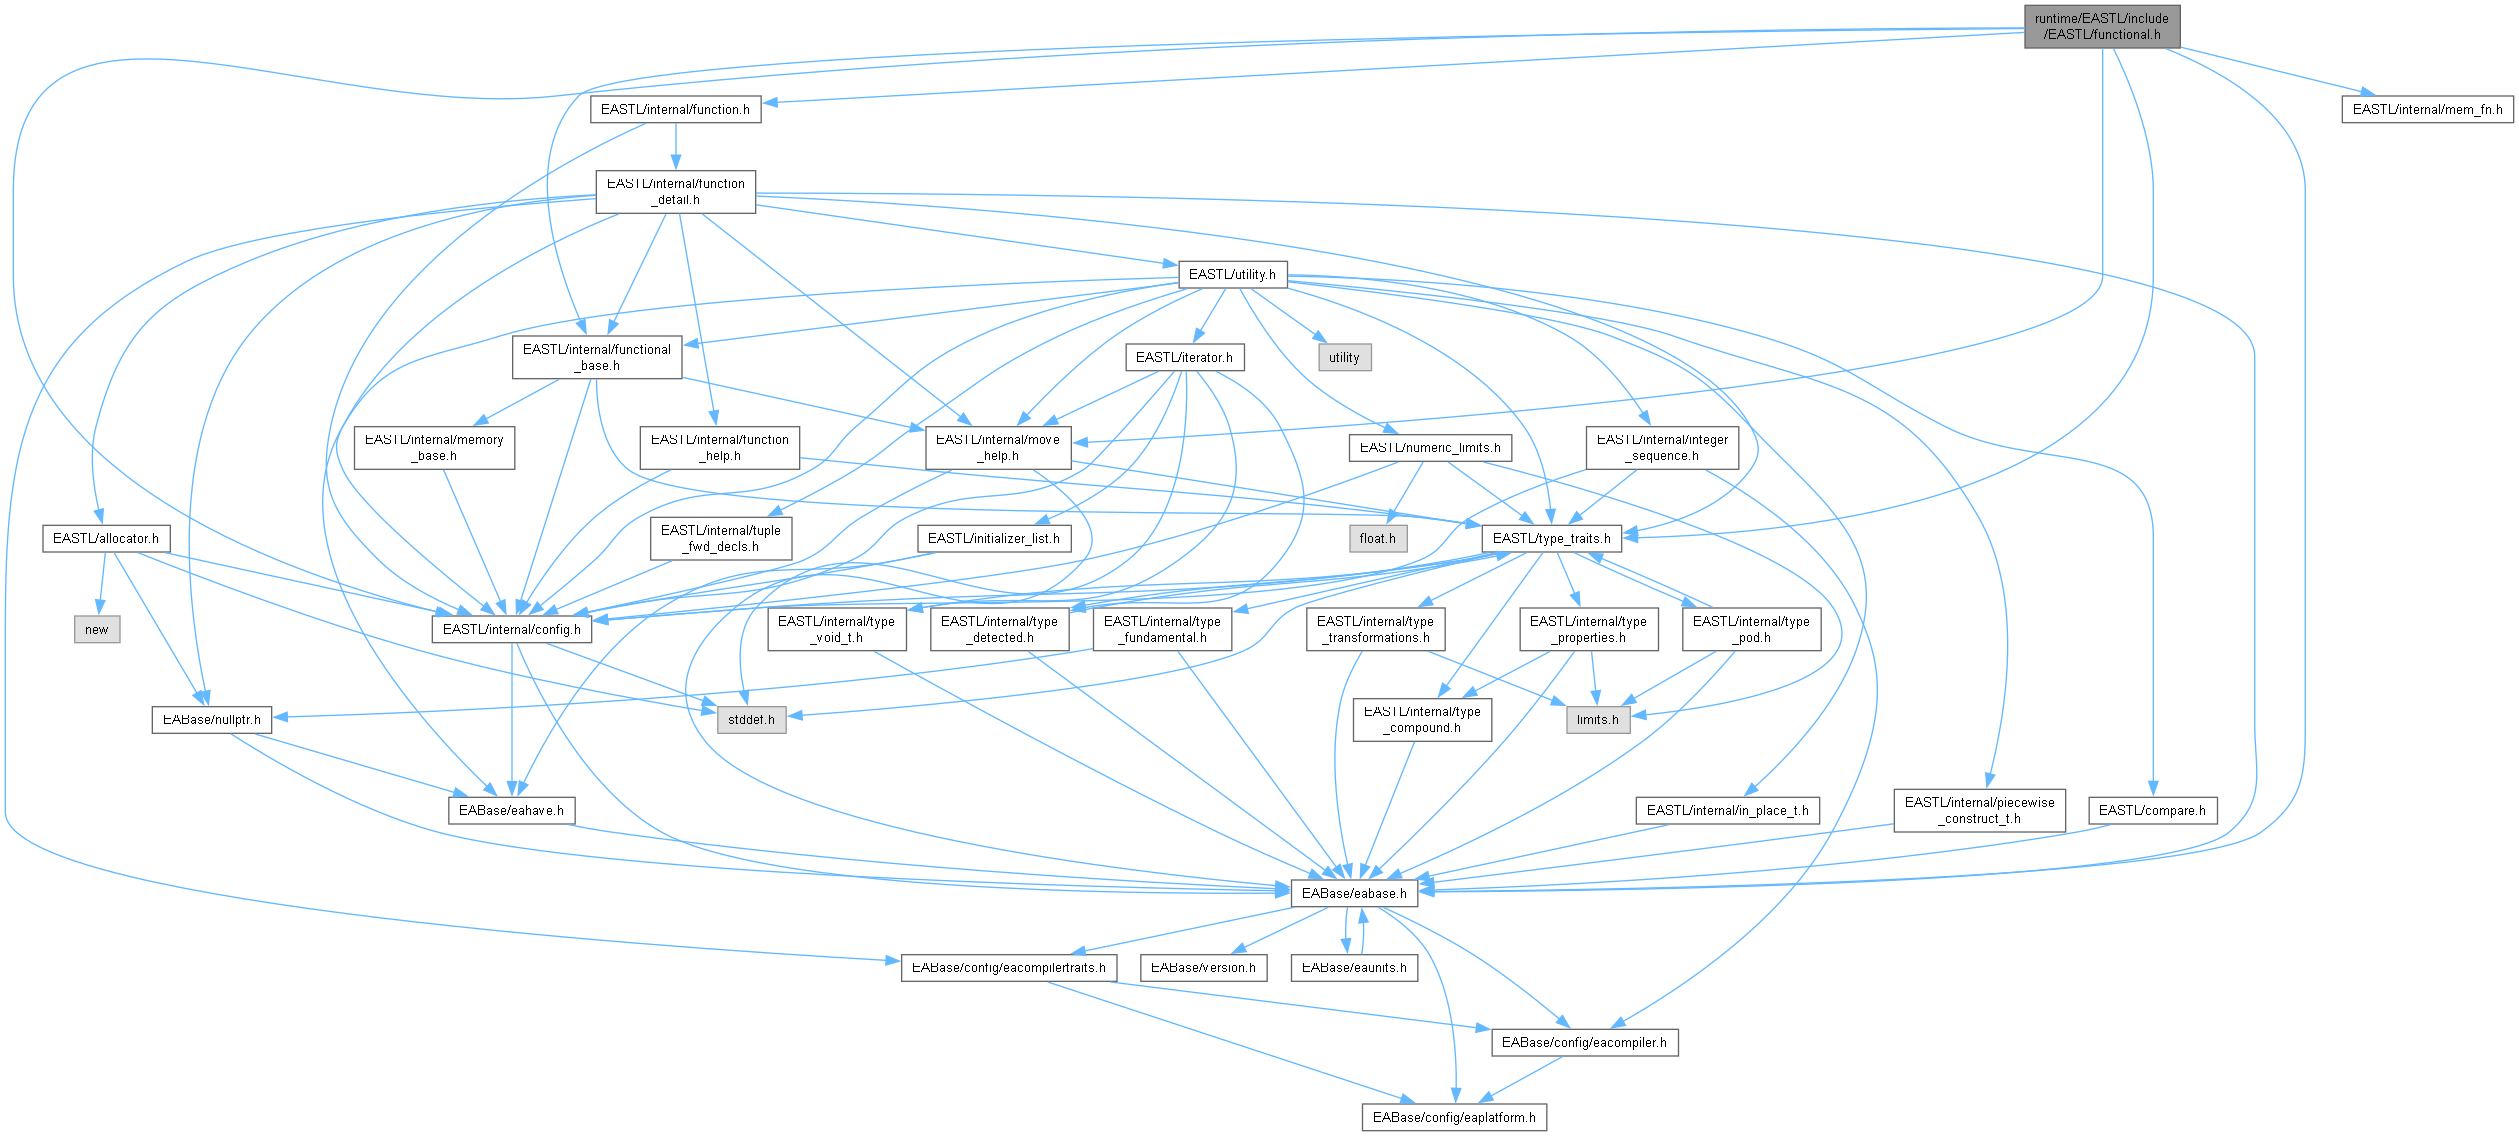 runtime/EASTL/include
/EASTL/functional.h
EASTL/internal/function.h
EASTL/internal/mem_fn.h
EASTL/internal/function
_detail.h
EASTL/utility.h
EASTL/internal/functional
_base.h
EASTL/iterator.h
utility
EASTL/internal/memory
_base.h
EASTL/internal/function
_help.h
EASTL/internal/move
_help.h
EASTL/numeric_limits.h
EASTL/internal/integer
_sequence.h
EASTL/allocator.h
EASTL/internal/tuple
_fwd_decls.h
EASTL/initializer_list.h
float.h
EASTL/type_traits.h
new
EASTL/internal/config.h
EASTL/internal/type
_void_t.h
EASTL/internal/type
_detected.h
EASTL/internal/type
_fundamental.h
EASTL/internal/type
_transformations.h
EASTL/internal/type
_properties.h
EASTL/internal/type
_pod.h
EABase/nullptr.h
stddef.h
EASTL/internal/type
_compound.h
limits.h
EABase/eahave.h
EASTL/internal/in_place_t.h
EASTL/internal/piecewise
_construct_t.h
EASTL/compare.h
EABase/eabase.h
EABase/config/eacompilertraits.h
EABase/version.h
EABase/eaunits.h
EABase/config/eacompiler.h
EABase/config/eaplatform.h